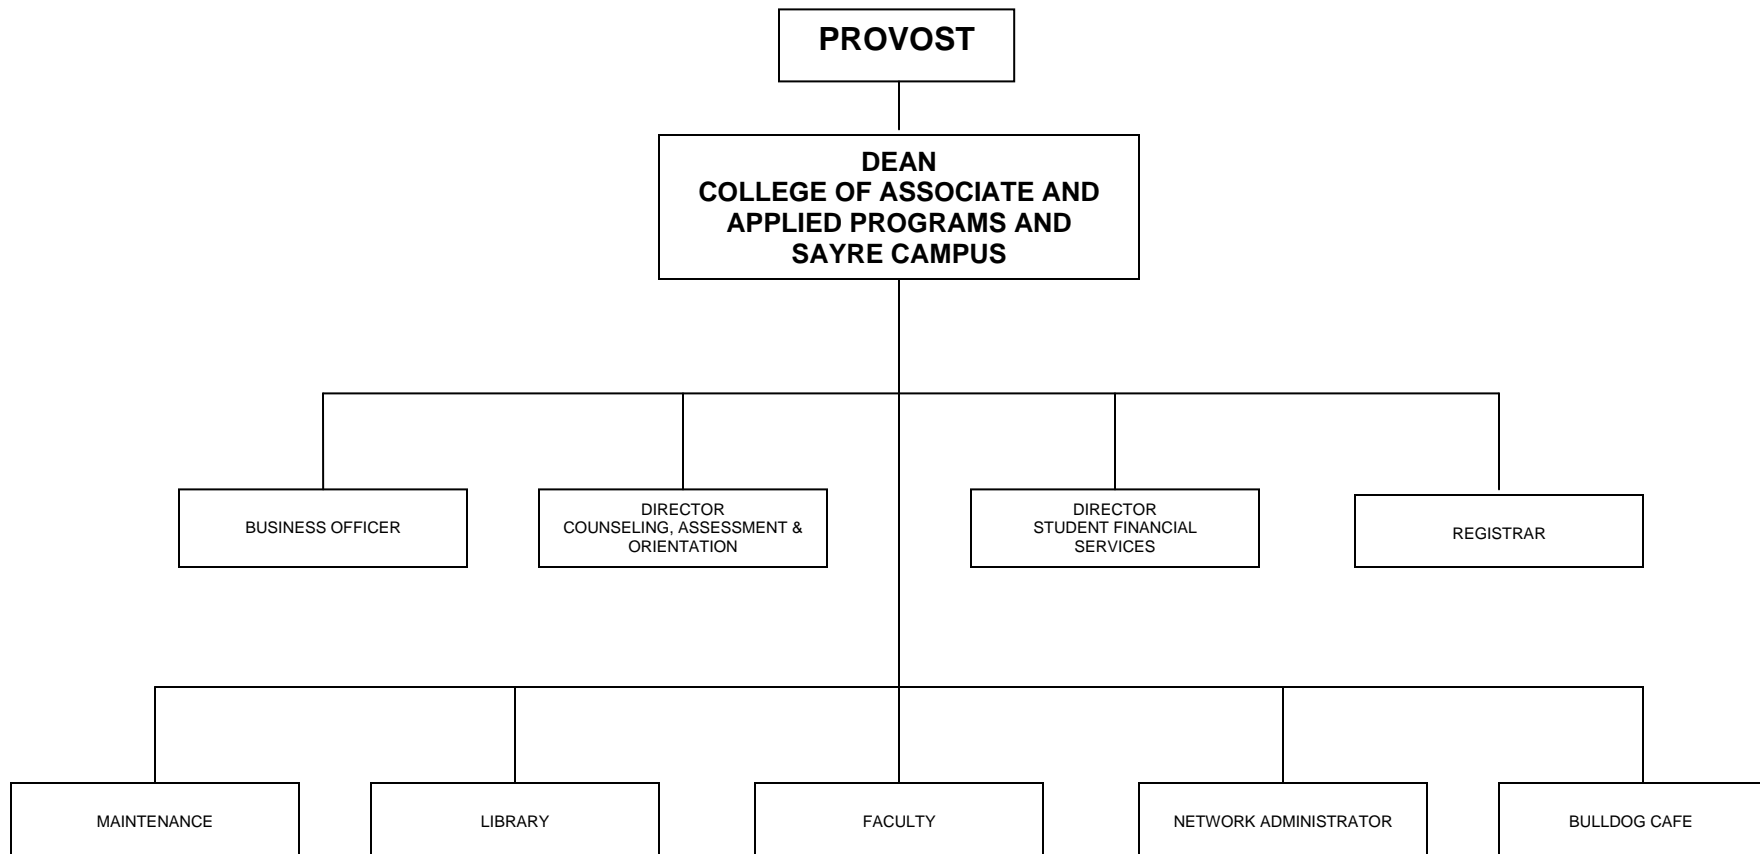 PROVOST
DEAN
COLLEGE OF ASSOCIATE AND
APPLIED PROGRAMS AND
SAYRE CAMPUS
BUSINESS OFFICER
DIRECTOR
COUNSELING, ASSESSMENT &
ORIENTATION
DIRECTOR
STUDENT FINANCIAL
SERVICES
REGISTRAR
MAINTENANCE
LIBRARY
FACULTY
NETWORK ADMINISTRATOR
BULLDOG CAFE